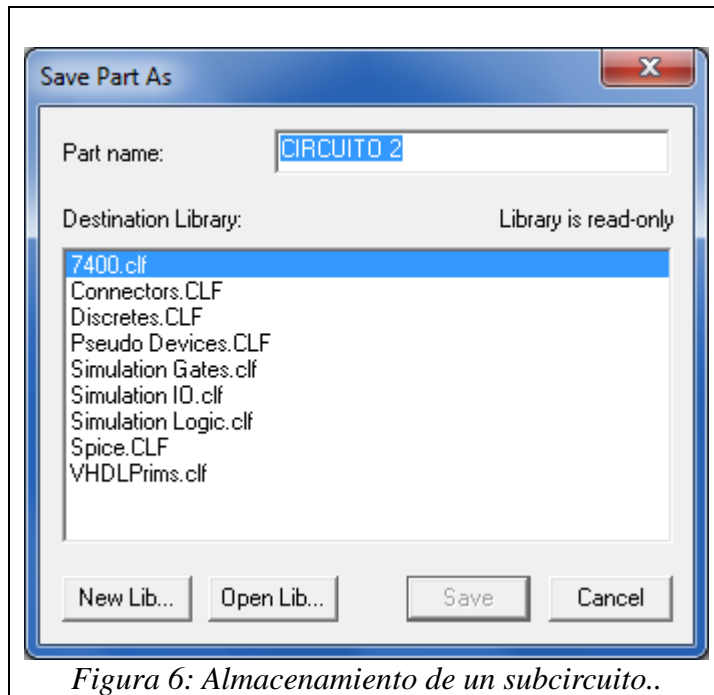 Save Part As
Part name:
CIRCUITO 2
Destination Library:
Library is read-only
7400.clf
Connectors.CLF
Discretes.CLF
Pseudo Devices.CLF
Simulation Gates.clf
Simulation IO.clf
Simulation Logic.clf
Spice.CLF
VHDLPrims.clf
New Lib...
Open Lib...
Save
Cancel
Figura 6: Almacenamiento de un subcircuito..